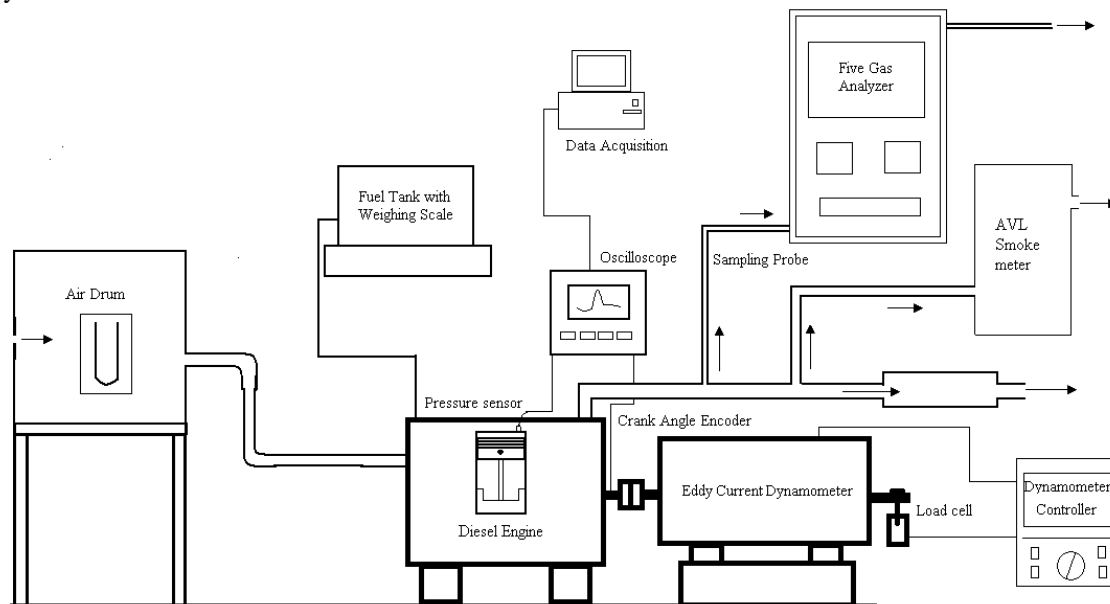 Five Gas
Analyzer
Data Acquisition
Fuel Tank with
Weighing Scale
AVL
Smoke
meter
Oscilloscope
Sampling Probe
Air Drum
Pressure sensor
Crank Angle Encoder
Eddy Current Dynamometer
Dynamometer
Controller
Load cell
Diesel Engine